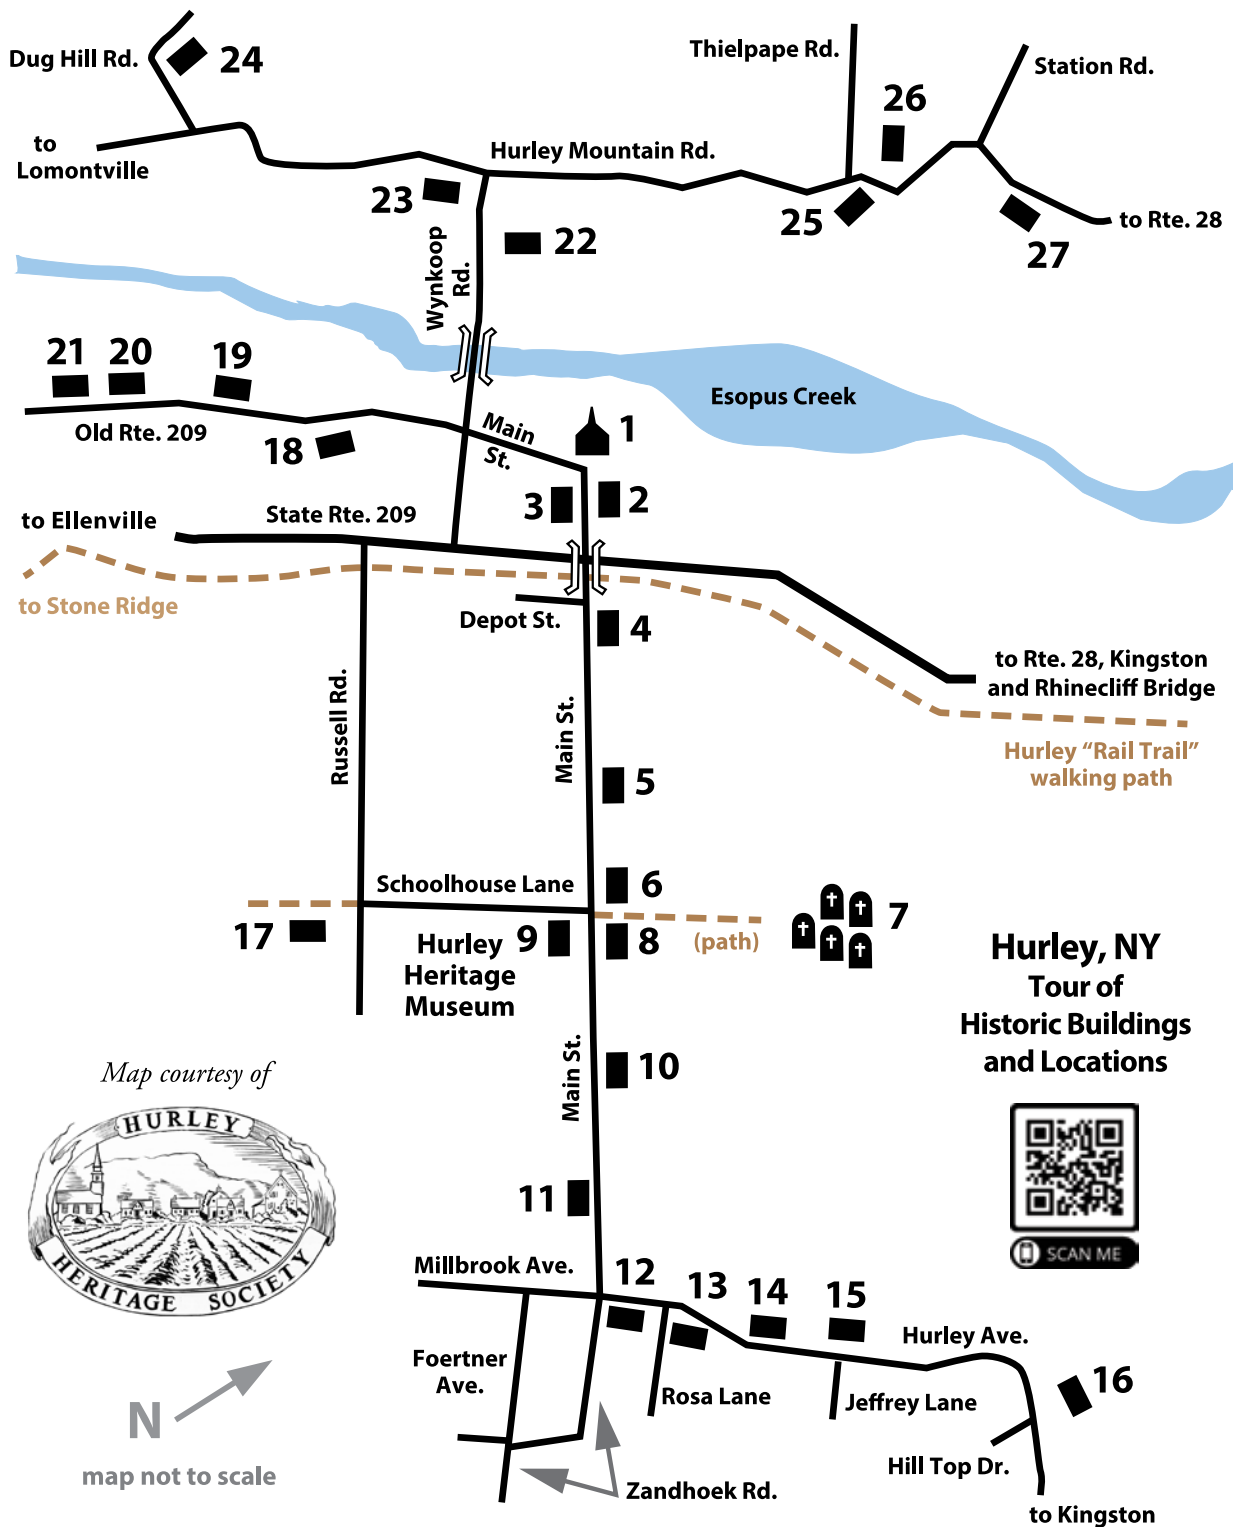 Dug Hill Rd.
24
Thielpape Rd.
Station Rd.
26
to
Lomontville
Hurley Mountain Rd.
23
25
to Rte. 28
22
27
Wynkoop
Rd.
21
20
19
Esopus Creek
Old Rte. 209
18
Main
St.
1
3
2
to Ellenville
State Rte. 209
to Stone Ridge
Depot St.
4
to Rte. 28, Kingston
and Rhinecliff Bridge
Russell Rd.
Main St.
Hurley “Rail Trail”
walking path
5
Schoolhouse Lane
6
7
17
9
8
(path)
Hurley
Heritage
Museum
Hurley, NY
Tour of
Historic Buildings
and Locations
Main St.
10
Map courtesy of
HURLEY
HERITAGE SOCIETY
11
SCAN ME
Millbrook Ave.
12
13
14
15
Hurley Ave.
Foertner
Ave.
Rosa Lane
Jeffrey Lane
16
N
map not to scale
Hill Top Dr.
Zandhoek Rd.
to Kingston